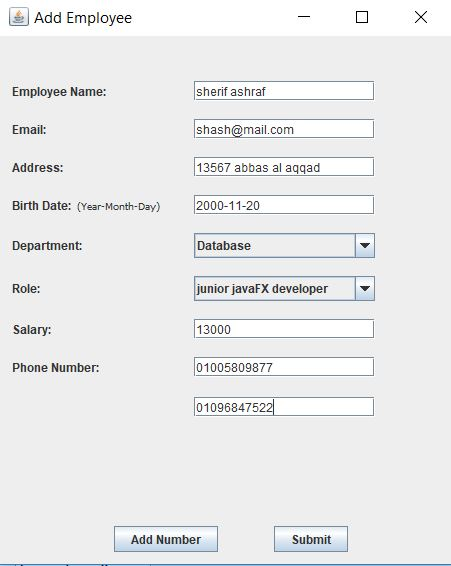 Add Employee
Employee Name: sherif ashraf
Email: shash@mail.com
Address: 13567 abbas al aqqad
Birth Date: (Year-Month-Day) 2000-11-20
Department: Database
Role: junior javaFX developer
Salary: 13000
Phone Number: 01005809877
01096847522
Add Number Submit